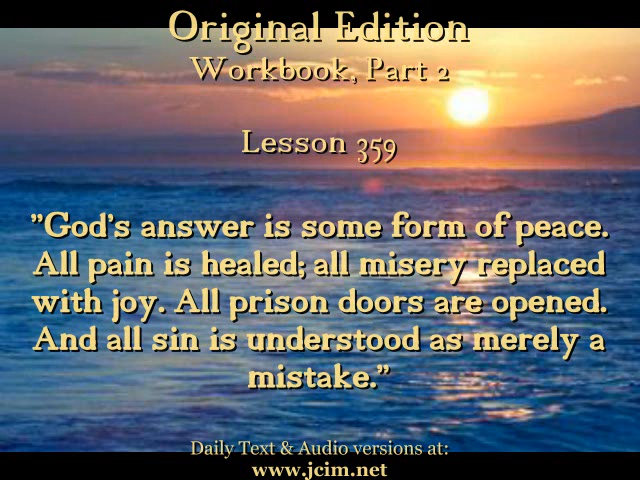 Original Edition
Workbook, Part 2
Lesson 359
"God's answer is some form of peace.
All pain is healed; all misery replaced
with joy. All prison doors are opened.
And all sin is understood as merely a
mistake."
Daily Text & Audio versions at:
www.jcim.net